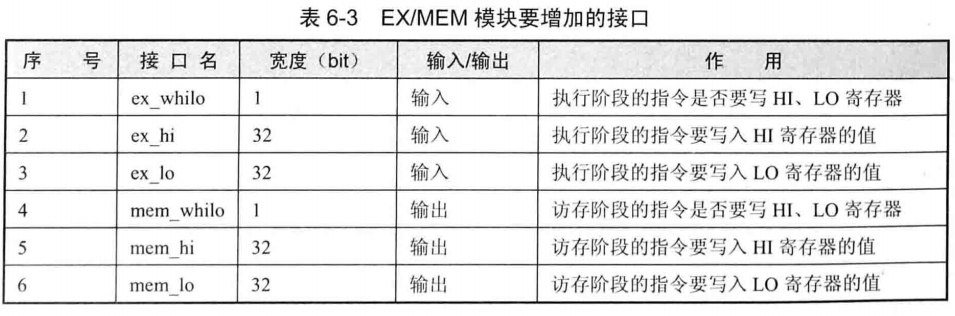 表 6-3 EX/MEM 模块要增加的接口
序 号 接 口 名 宽度（bit） 输入/输出 作 用
1 ex_whilo 1 输入 执行阶段的指令是否要写 HI、LO 寄存器
2 ex_hi 32 输入 执行阶段的指令要写入 HI 寄存器的值
3 ex_lo 32 输入 执行阶段的指令要写入 LO 寄存器的值
4 mem_whilo 1 输出 访存阶段的指令是否要写 HI、LO 寄存器
5 mem_hi 32 输出 访存阶段的指令要写入 HI 寄存器的值
6 mem_lo 32 输出 访存阶段的指令要写入 LO 寄存器的值